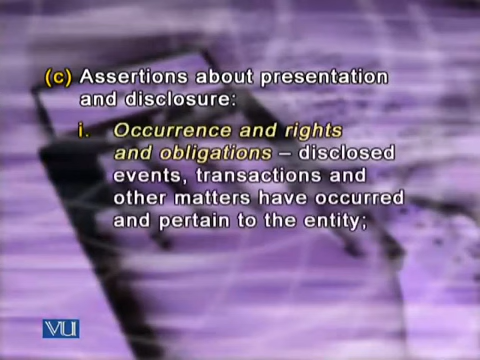 (c) Assertions about presentation
and disclosure:
i. Occurrence and rights
and obligations – disclosed
events, transactions and
other matters have occurred
and pertain to the entity;
VU